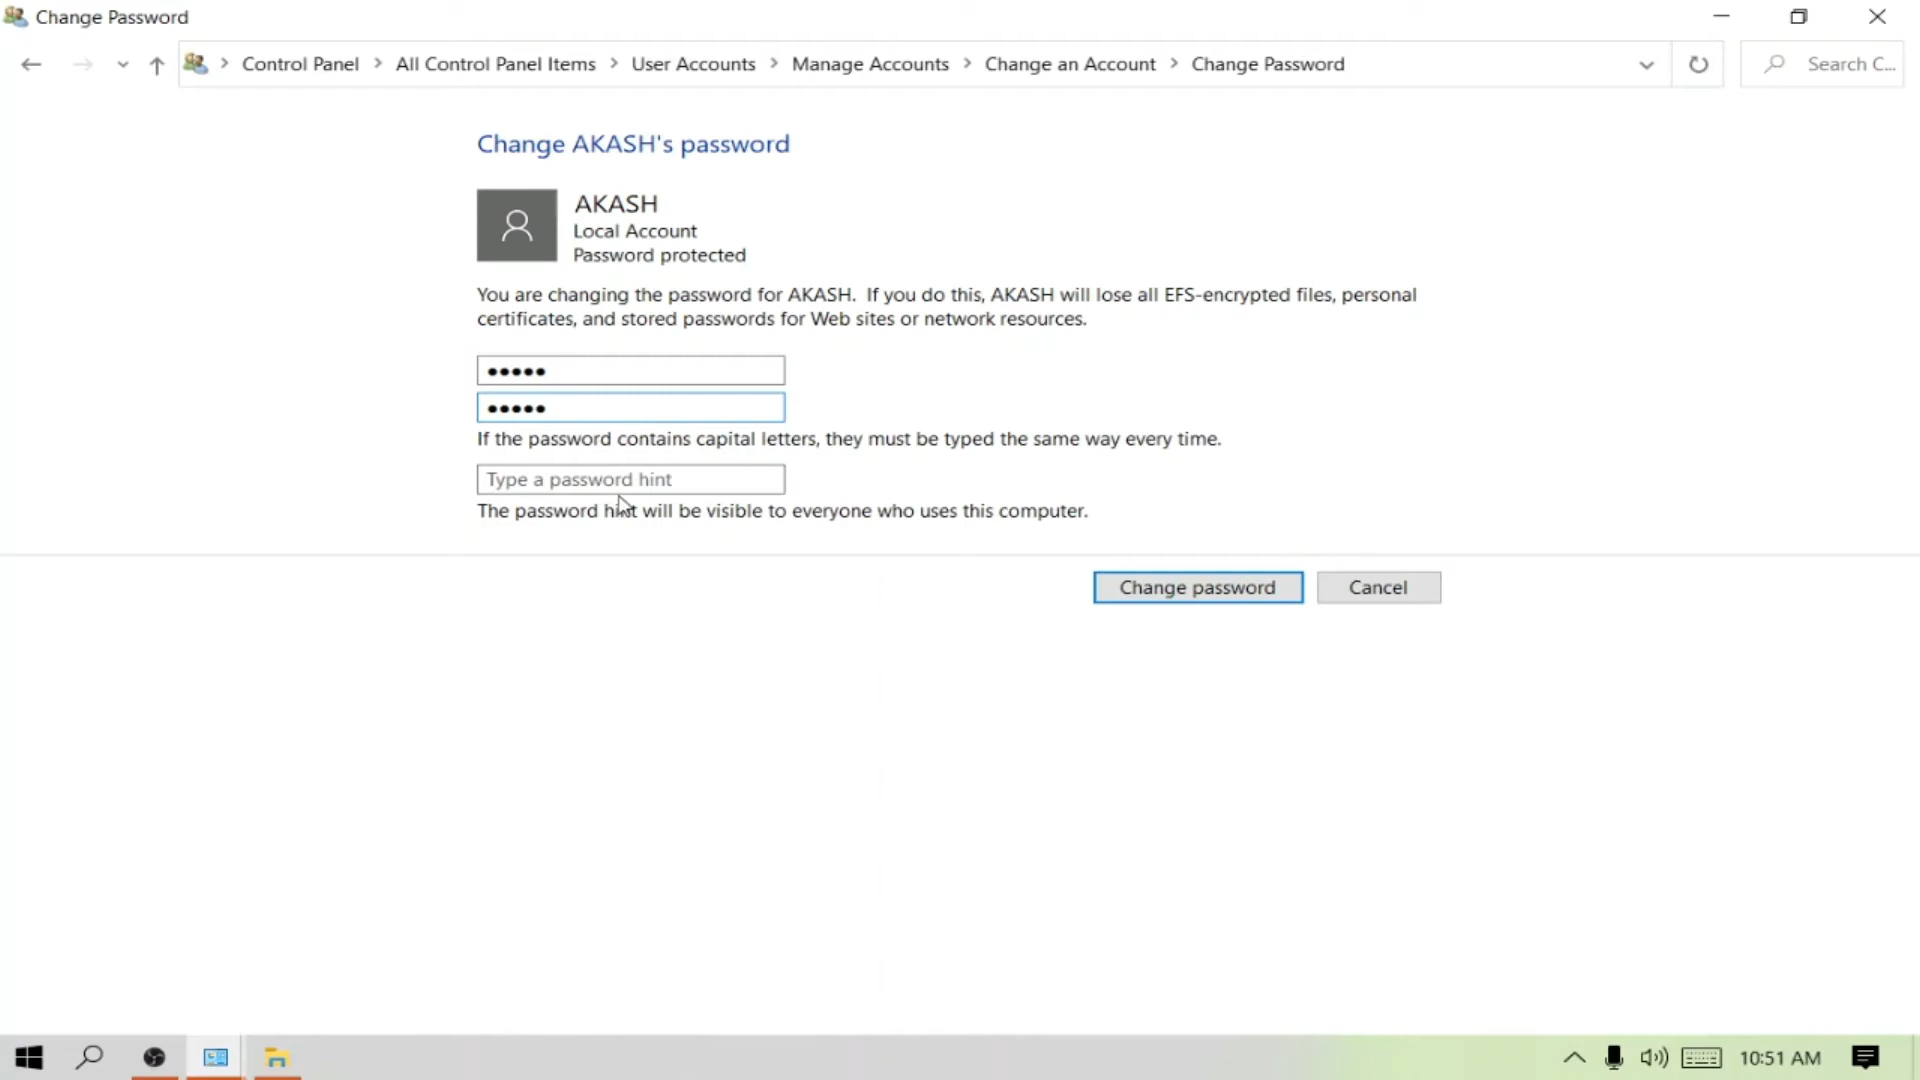 Change Password
Control Panel > All Control Panel Items > User Accounts > Manage Accounts > Change an Account > Change Password
Search C...
Change AKASH's password
AKASH
Local Account
Password protected
You are changing the password for AKASH. If you do this, AKASH will lose all EFS-encrypted files, personal
certificates, and stored passwords for Web sites or network resources.
•••••
•••••
If the password contains capital letters, they must be typed the same way every time.
Type a password hint
The password hint will be visible to everyone who uses this computer.
Change password
Cancel
10:51 AM